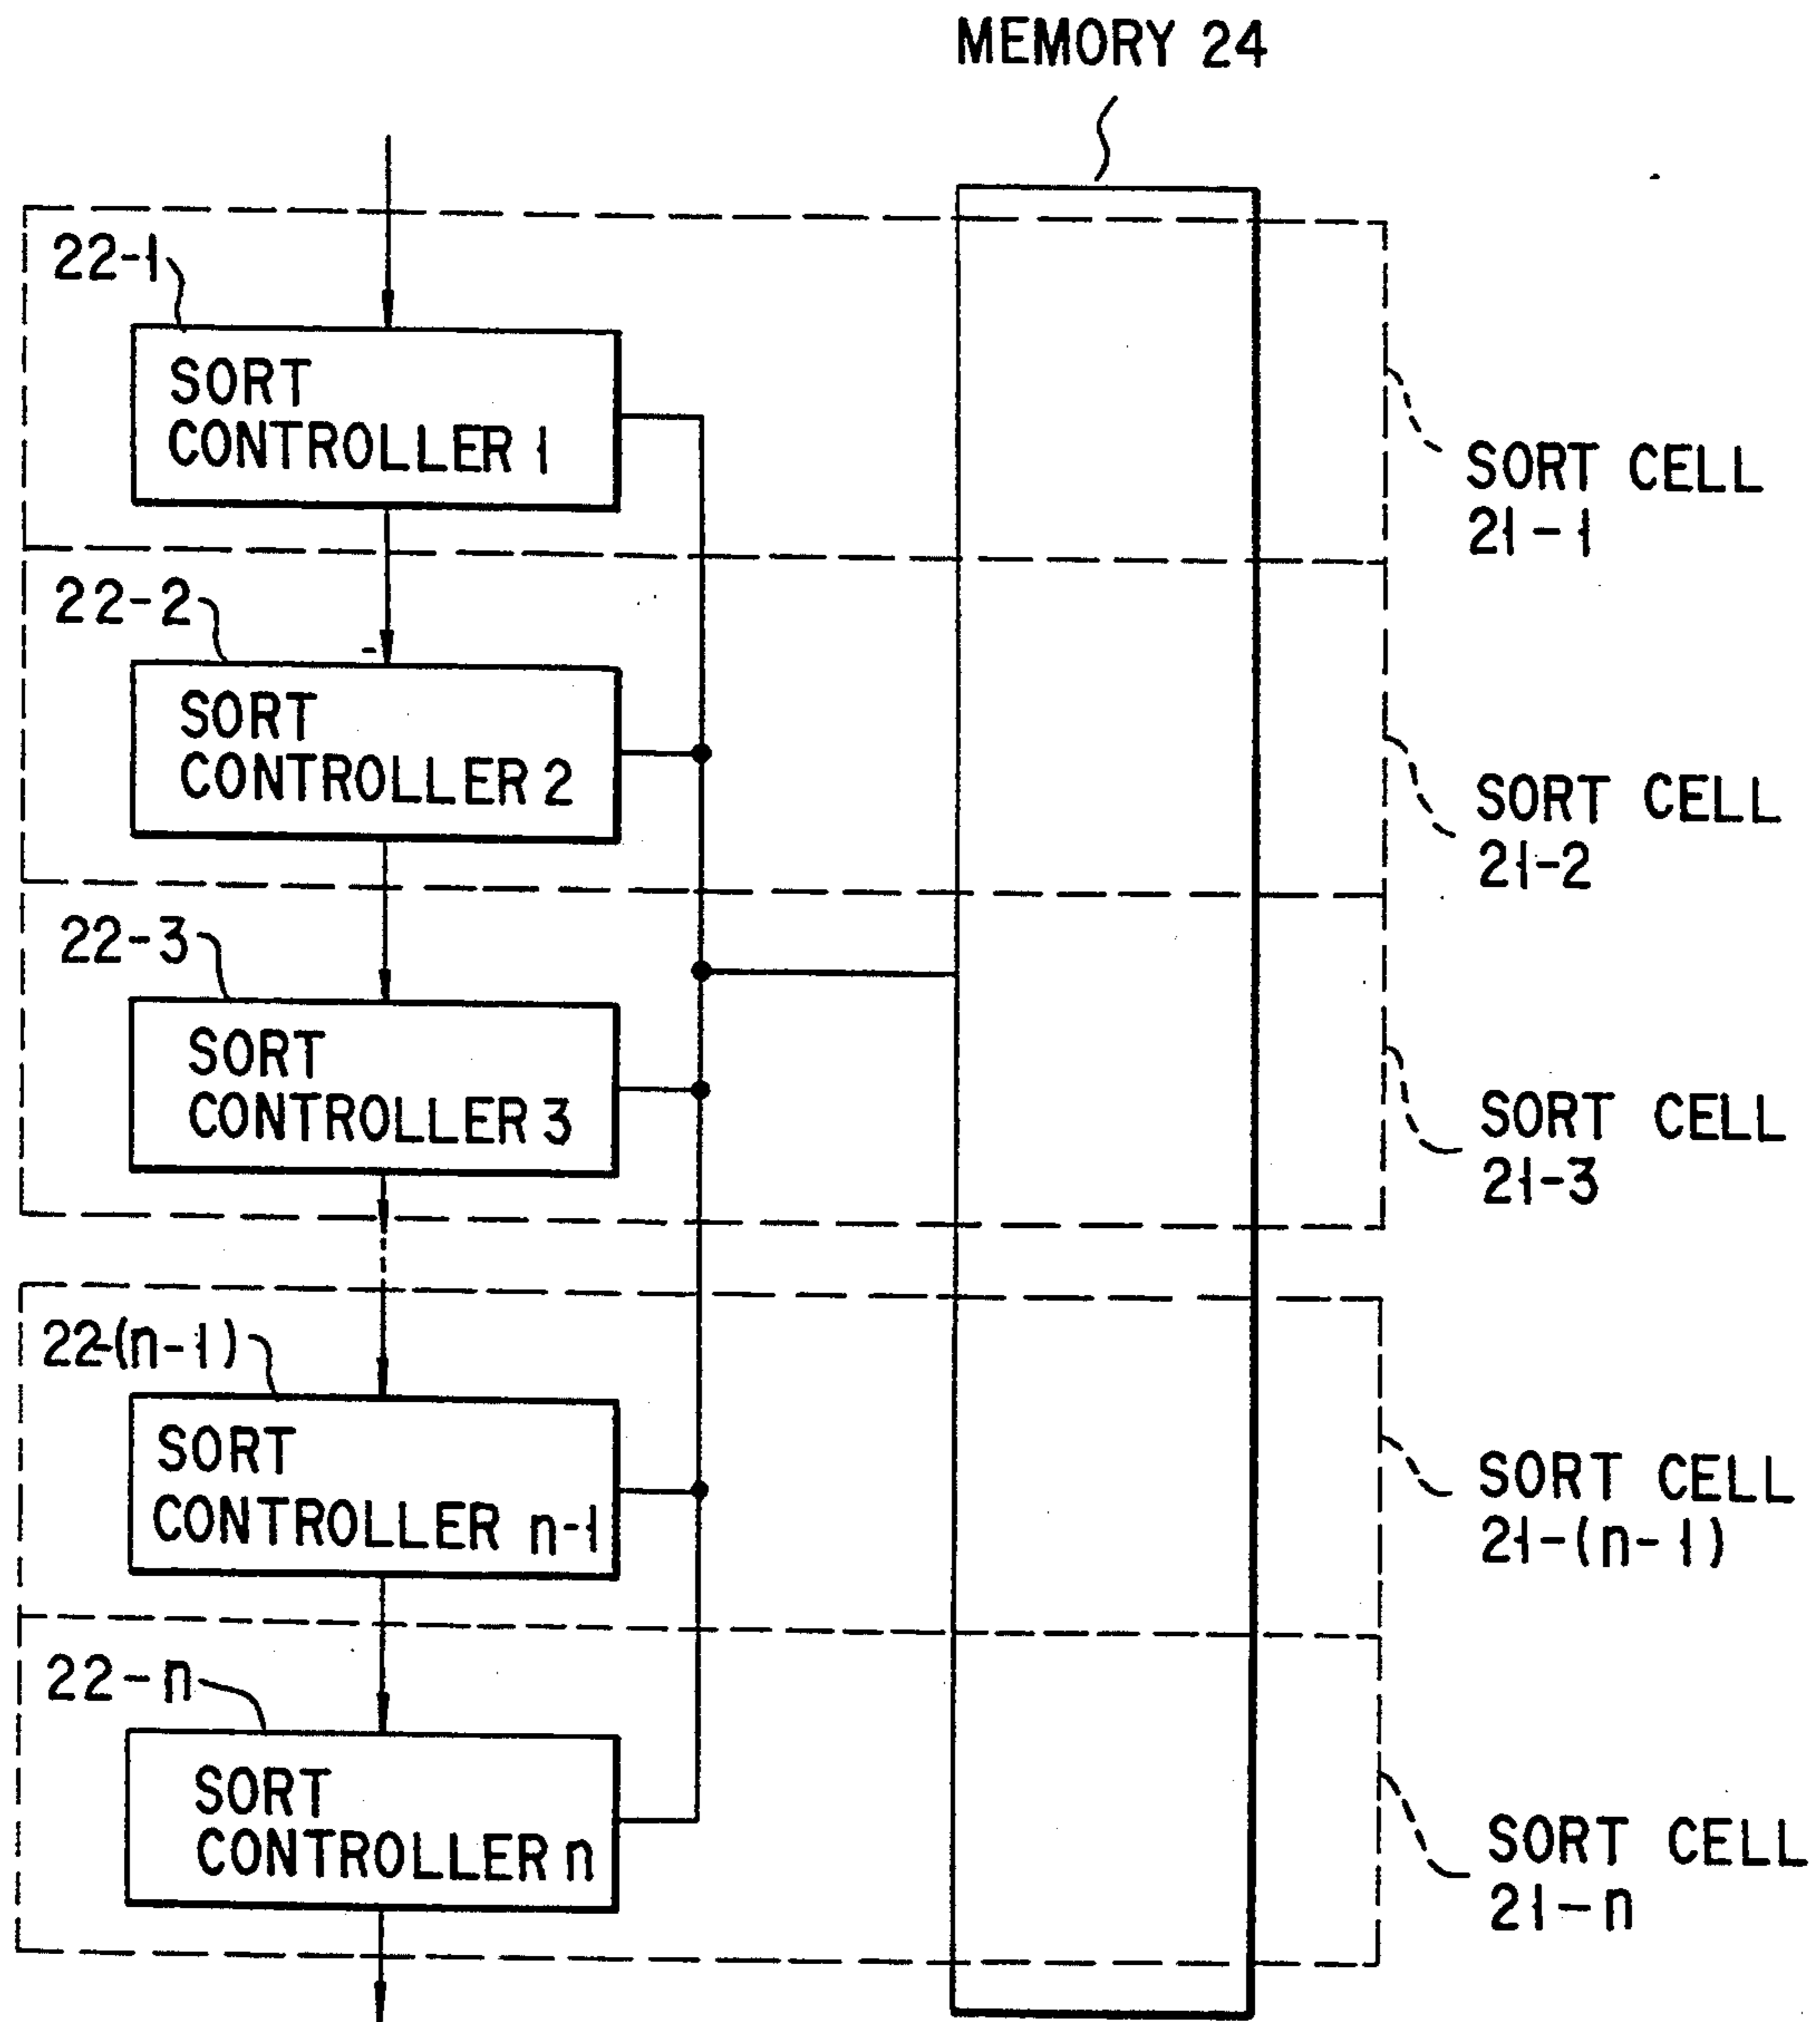 MEMORY 24
22-1
SORT
CONTROLLER 1
SORT CELL
21-1
22-2
SORT
CONTROLLER 2
SORT CELL
21-2
22-3
SORT
CONTROLLER 3
SORT CELL
21-3
22-(n-1)
SORT
CONTROLLER n-1
SORT CELL
21-(n-1)
22-n
SORT
CONTROLLER n
SORT CELL
21-n